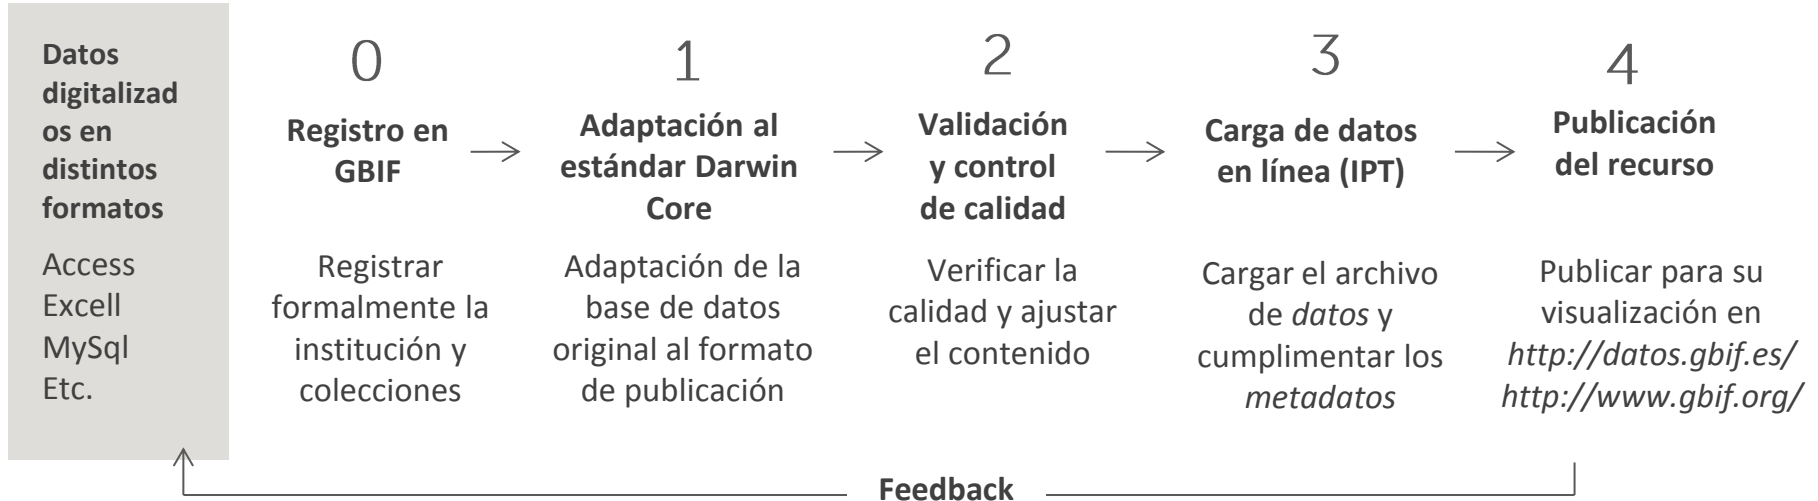 Datos
digitalizad
os en
distintos
formatos
Access
Excell
MySql
Etc.
0
Registro en
GBIF
Registrar
formalmente la
institución y
colecciones
1
Adaptación al
estándar Darwin
Core
Adaptación de la
base de datos
original al formato
de publicación
2
Validación
y control
de calidad
Verificar la
calidad y ajustar
el contenido
3
Carga de datos
en línea (IPT)
Cargar el archivo
de datos y
cumplimentar los
metadatos
4
Publicación
del recurso
Publicar para su
visualización en
http://datos.gbif.es/
http://www.gbif.org/
Feedback